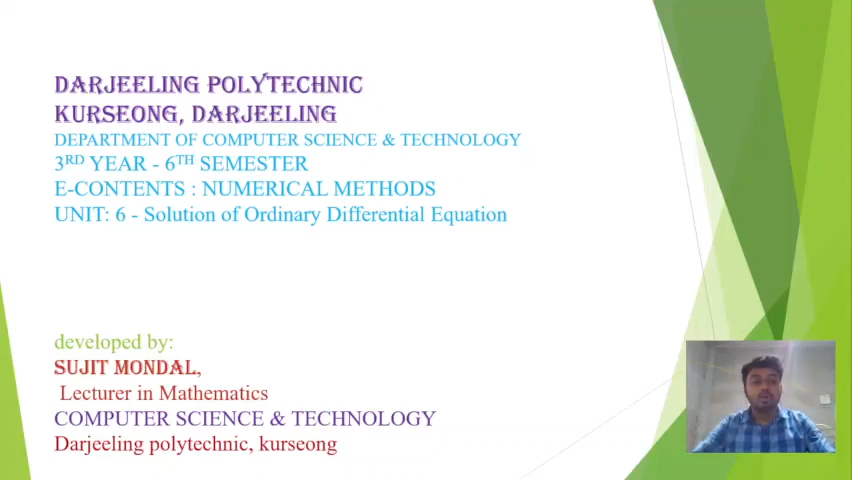 DARJEELING POLYTECHNIC
KURSEONG, DARJEELING
DEPARTMENT OF COMPUTER SCIENCE & TECHNOLOGY
3RD YEAR - 6TH SEMESTER
E-CONTENTS : NUMERICAL METHODS
UNIT: 6 - Solution of Ordinary Differential Equation
developed by:
SUJIT MONDAL,
Lecturer in Mathematics
COMPUTER SCIENCE & TECHNOLOGY
Darjeeling polytechnic, kurseong